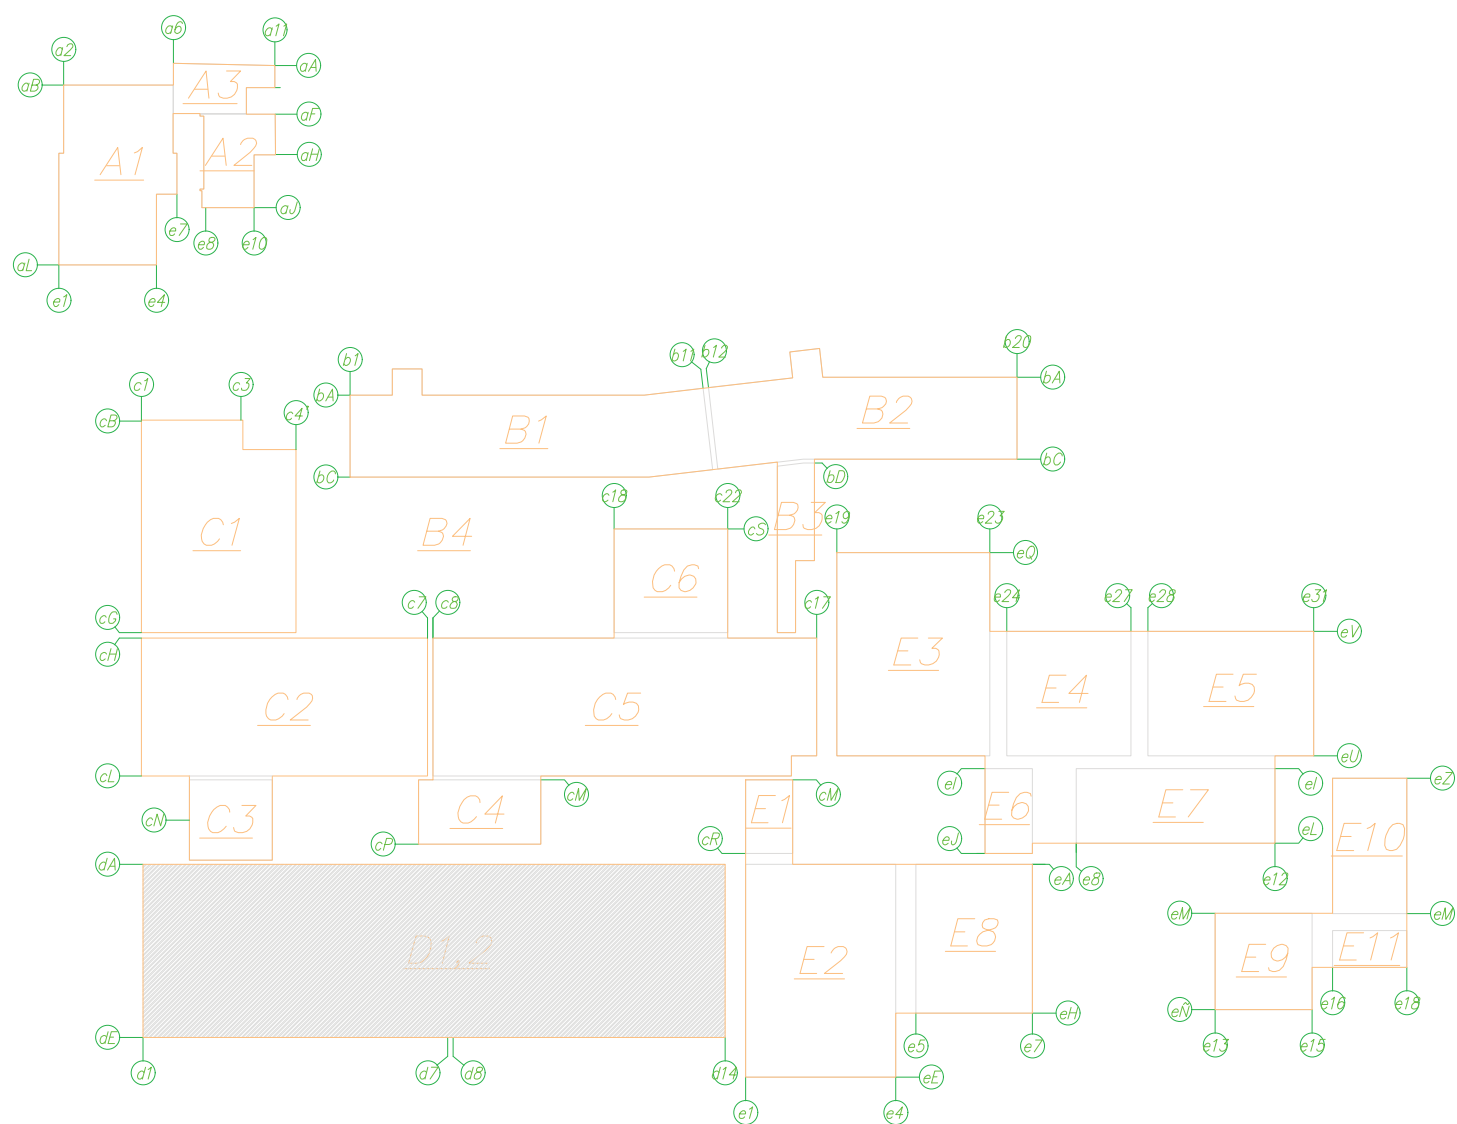 a6
a11
a2
aA
aB
A3
aF
A1
A2
aH
aJ
e7
e8
e10
aL
e1
e4
b20
b12
b11
b1
bA
c1
c3
bA
c4'
cB
B1
B2
bC
bC
bD
c18
c22
B3
e19
e23
cS
C1
B4
eQ
C6
c7
c8
c17
e24
e27
e28
e31
cG
eV
cH
E3
E4
E5
C2
C5
eU
cL
eI
eI
eZ
cM
cM
C3
C4
E1
E6
E7
cN
eL
cP
cR
eJ
E10
dA
eA
e8
e12
eM
eM
D1,2
E2
E8
E9
E11
e16
e18
eÑ
eH
dE
e5
e7
e13
e15
d1
d7
d8
d14
eE
e1
e4